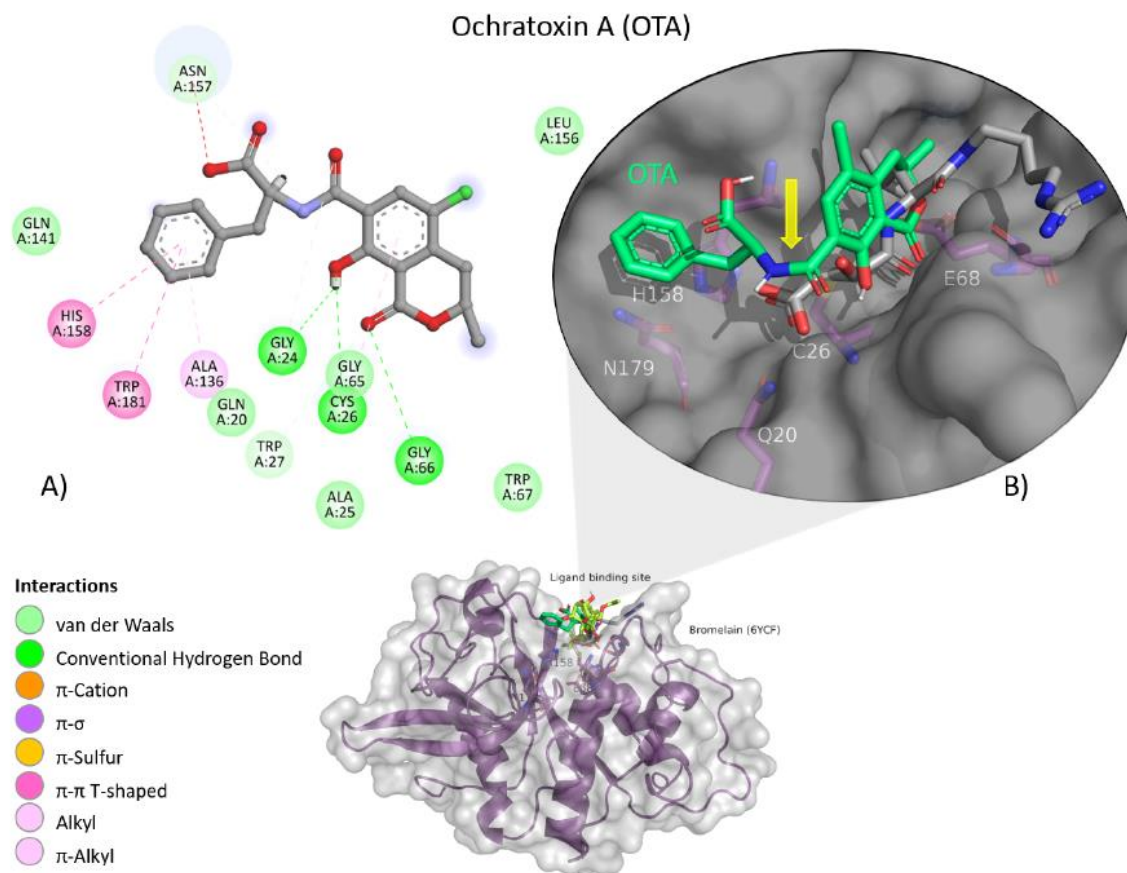 Ochratoxin A (OTA)
ASN
A:157
LEU
A:156
GLN
A:141
HIS
A:158
TRP
A:181
ALA
A:136
GLN
A:20
TRP
A:27
GLY
A:24
GLY
A:65
CYS
A:26
ALA
A:25
GLY
A:66
TRP
A:67
A)
OTA
H158
E68
C26
N179
Q20
B)
Ligand binding site
Bromelain (6YCF)
158
Interactions
van der Waals
Conventional Hydrogen Bond
π-Cation
π-σ
π-Sulfur
π-π T-shaped
Alkyl
π-Alkyl